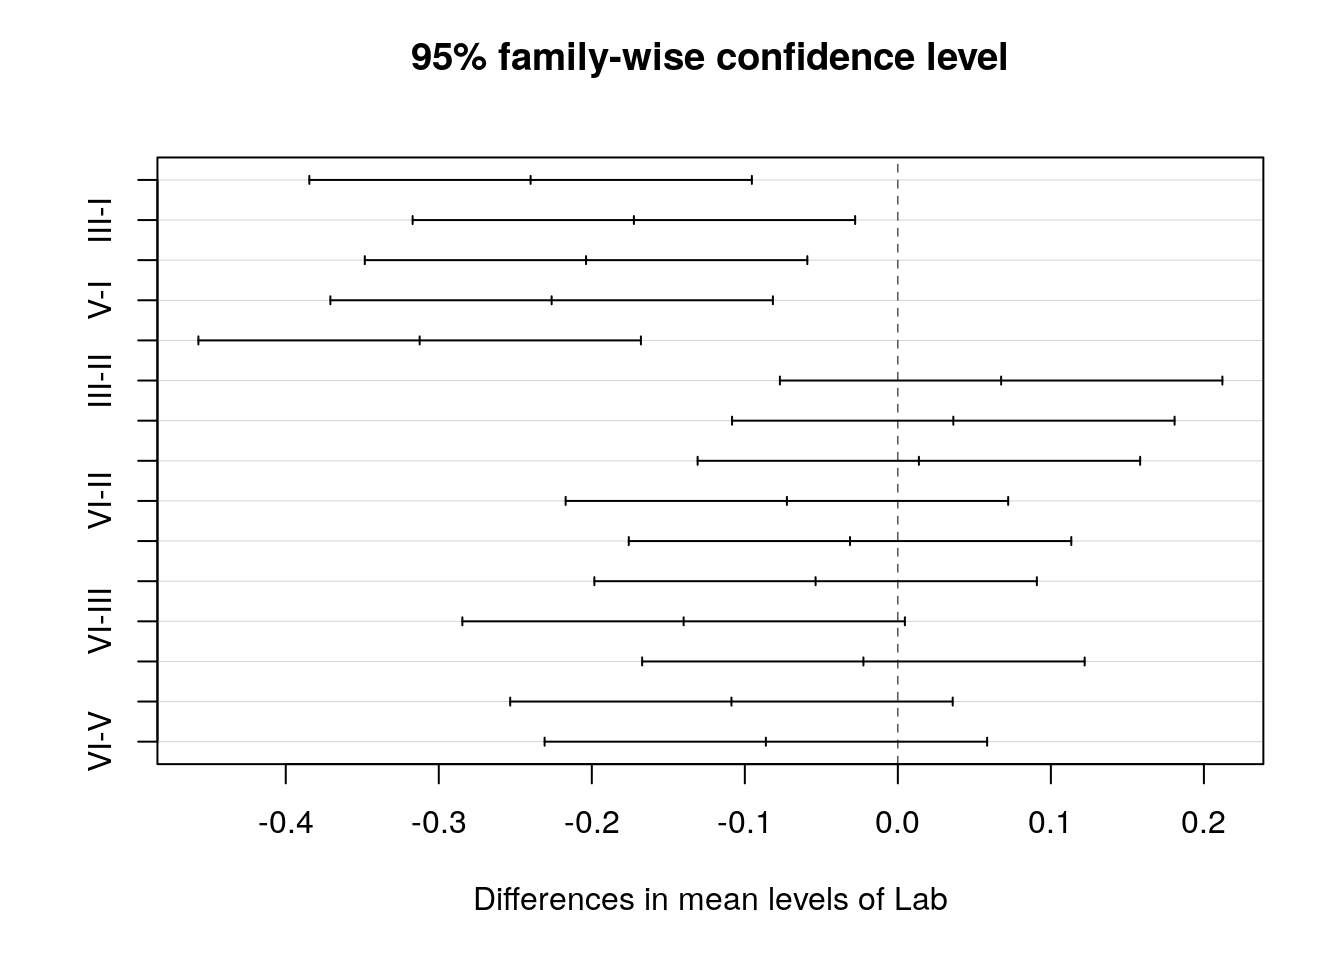 95% family-wise confidence level
III-I
V-I
III-II
VI-II
VI-III
VI-V
-0.4 -0.3 -0.2 -0.1 0.0 0.1 0.2
Differences in mean levels of Lab